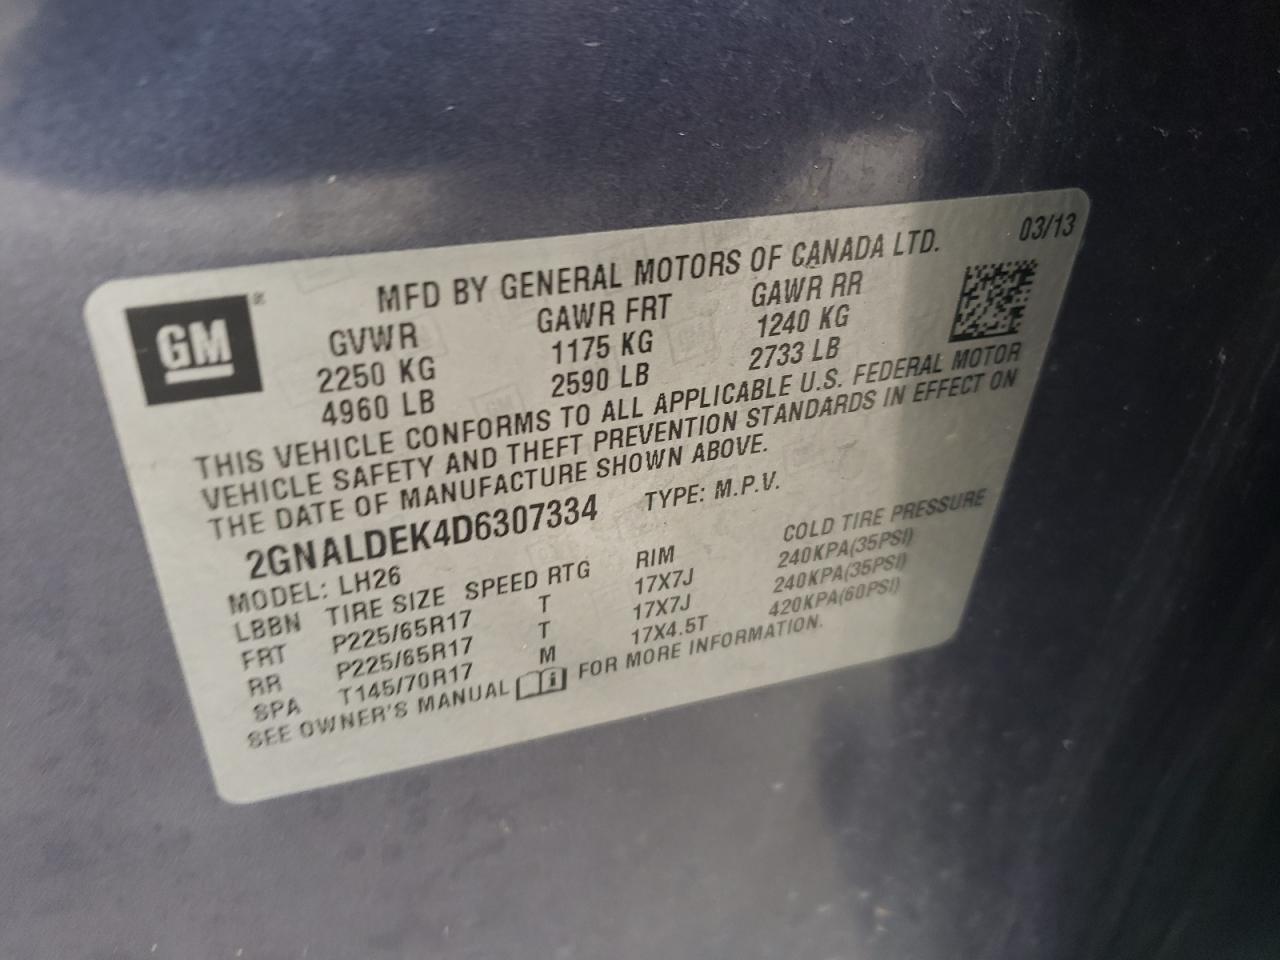 03/13
MFD BY GENERAL MOTORS OF CANADA LTD.
GM ®
GVWR GAWR FRT GAWR RR
2250 KG 1175 KG 1240 KG
4960 LB 2590 LB 2733 LB
THIS VEHICLE CONFORMS TO ALL APPLICABLE U.S. FEDERAL MOTOR
VEHICLE SAFETY AND THEFT PREVENTION STANDARDS IN EFFECT ON
THE DATE OF MANUFACTURE SHOWN ABOVE.
2GNALDEK4D6307334 TYPE: M.P.V.
MODEL: LH26
LBBN TIRE SIZE SPEED RTG RIM COLD TIRE PRESSURE
FRT P225/65R17 T 17X7J 240KPA(35PSI)
RR P225/65R17 T 17X7J 240KPA(35PSI)
SPA T145/70R17 M 17X4.5T 420KPA(60PSI)
SEE OWNER'S MANUAL FOR MORE INFORMATION.